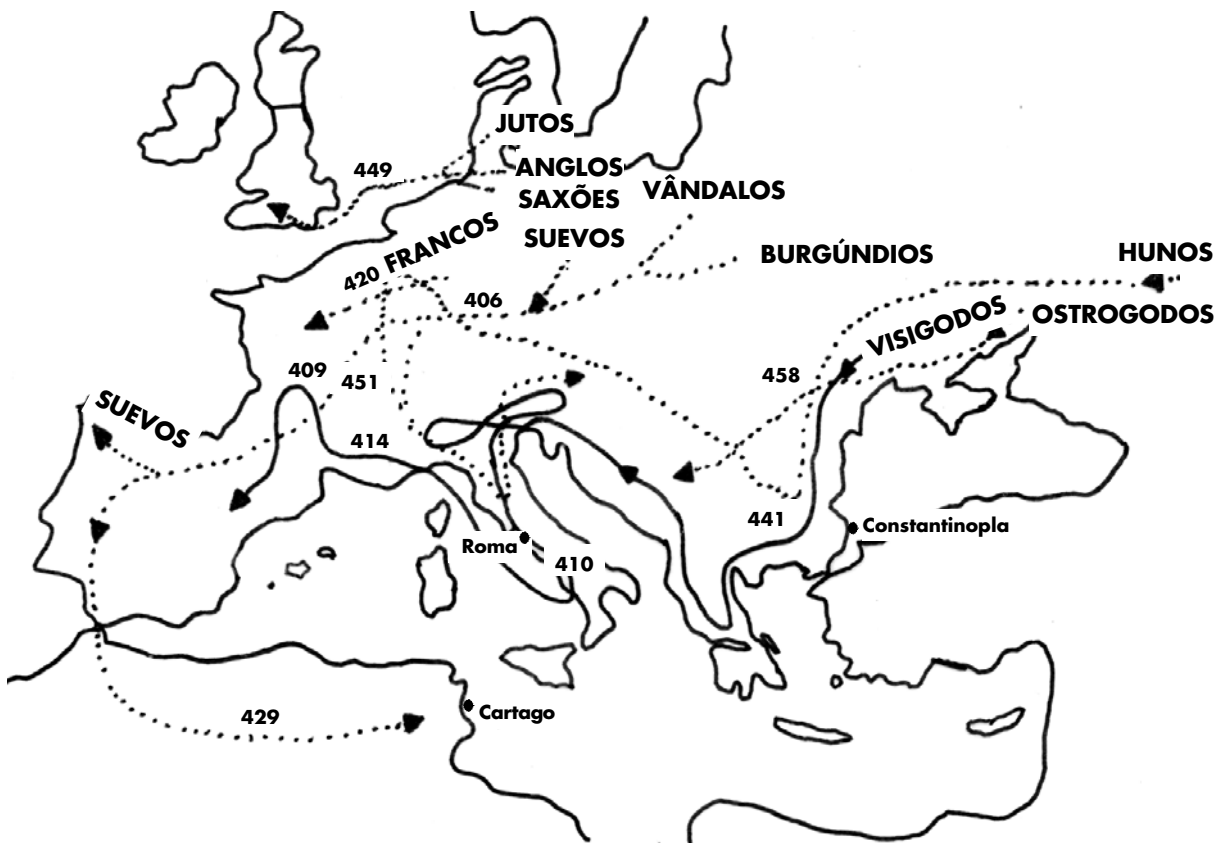 JUTOS
449
ANGLOS
SAXÕES
VÂNDALOS
SUEVOS
FRANCOS
420
BURGÚNDIOS
HUNOS
406
VISIGODOS
OSTROGODOS
409
451
458
SUEVOS
414
441
Constantinopla
Roma
410
429
Cartago